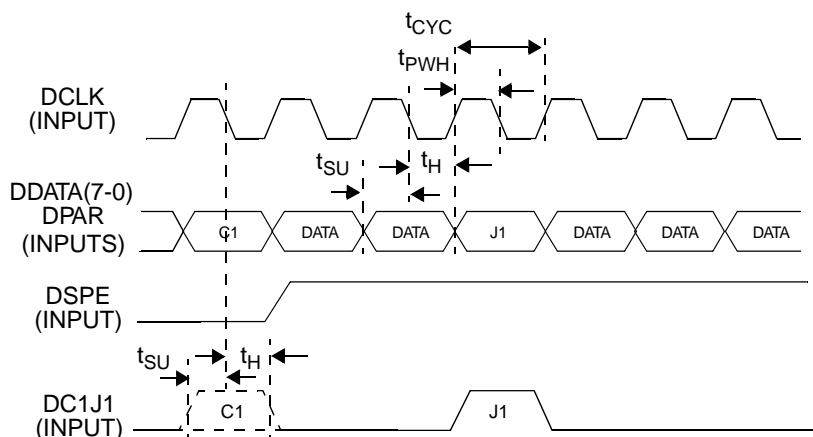 tCYC
tPWH
DCLK
(INPUT)
tSU
tH
DDATA(7-0)
DPAR
(INPUTS)
C1
DATA
DATA
J1
DATA
DATA
DATA
DSPE
(INPUT)
tSU
tH
DC1J1
(INPUT)
C1
J1